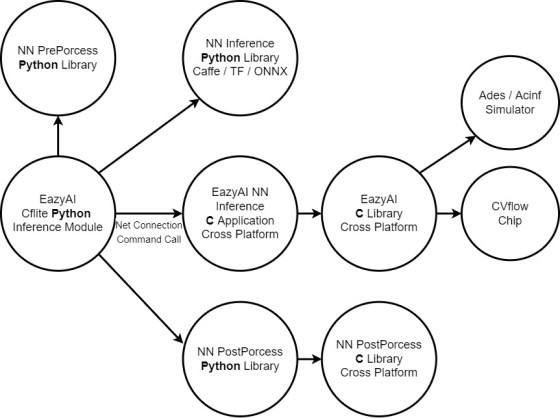 NN PrePorcess
Python Library
NN Inference
Python Library
Caffe / TF / ONNX
Ades / Acinf
Simulator
EazyAI
Cflite Python
Inference Module
Net Connection
Command Call
EazyAI NN
Inference
C Application
Cross Platform
EazyAI
C Library
Cross Platform
CVflow
Chip
NN PostPorcess
Python Library
NN PostPorcess
C Library
Cross Platform